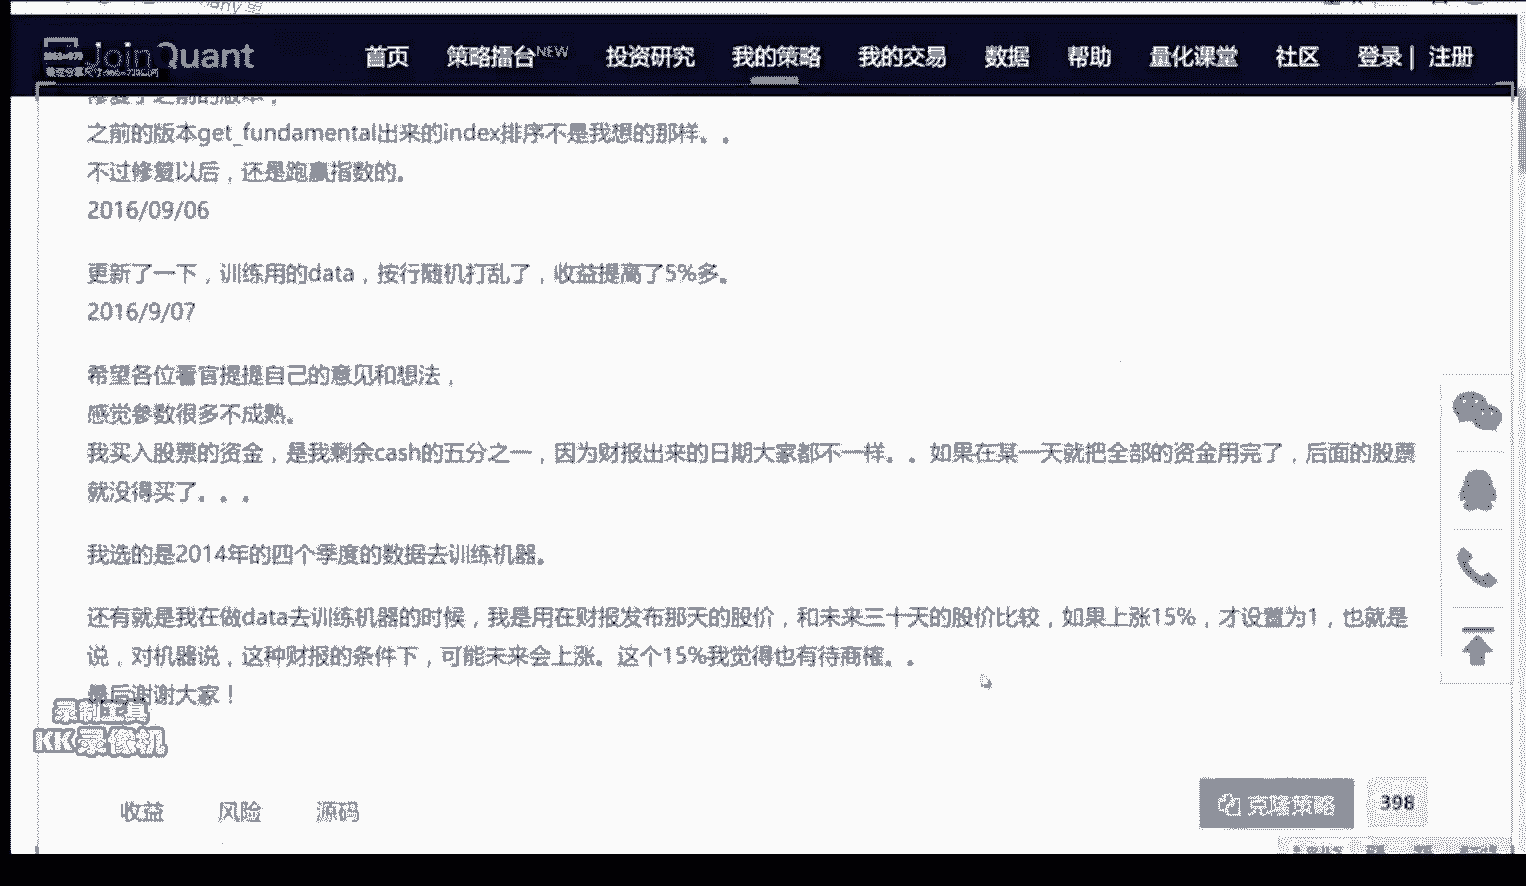 JoinQuant 首页 策略擂台NEW 投资研究 我的策略 我的交易 数据 帮助 量化课堂 社区 登录 | 注册
修复了之前的版本，
之前的版本get_fundamental出来的index排序不是我想的那样。。
不过修复以后，还是跑赢指数的。
2016/09/06
更新了一下，训练用的data，按行随机打乱了，收益提高了5%多。
2016/9/07
希望各位看官提提自己的意见和想法，
感觉参数很多不成熟。
我买入股票的资金，是我剩余cash的五分之一，因为财报出来的日期大家都不一样。。如果在某一天就把全部的资金用完了，后面的股票
就没得买了。。。
我选的是2014年的四个季度的数据去训练机器。
还有就是我在做data去训练机器的时候，我是用在财报发布那天的股价，和未来三十天的股价比较，如果上涨15%，才设置为1，也就是
说，对机器说，这种财报的条件下，可能未来会上涨。这个15%我觉得也有待商榷。。
最后谢谢大家！
录制工具
KK录像机
收益 风险 源码 克隆策略 398